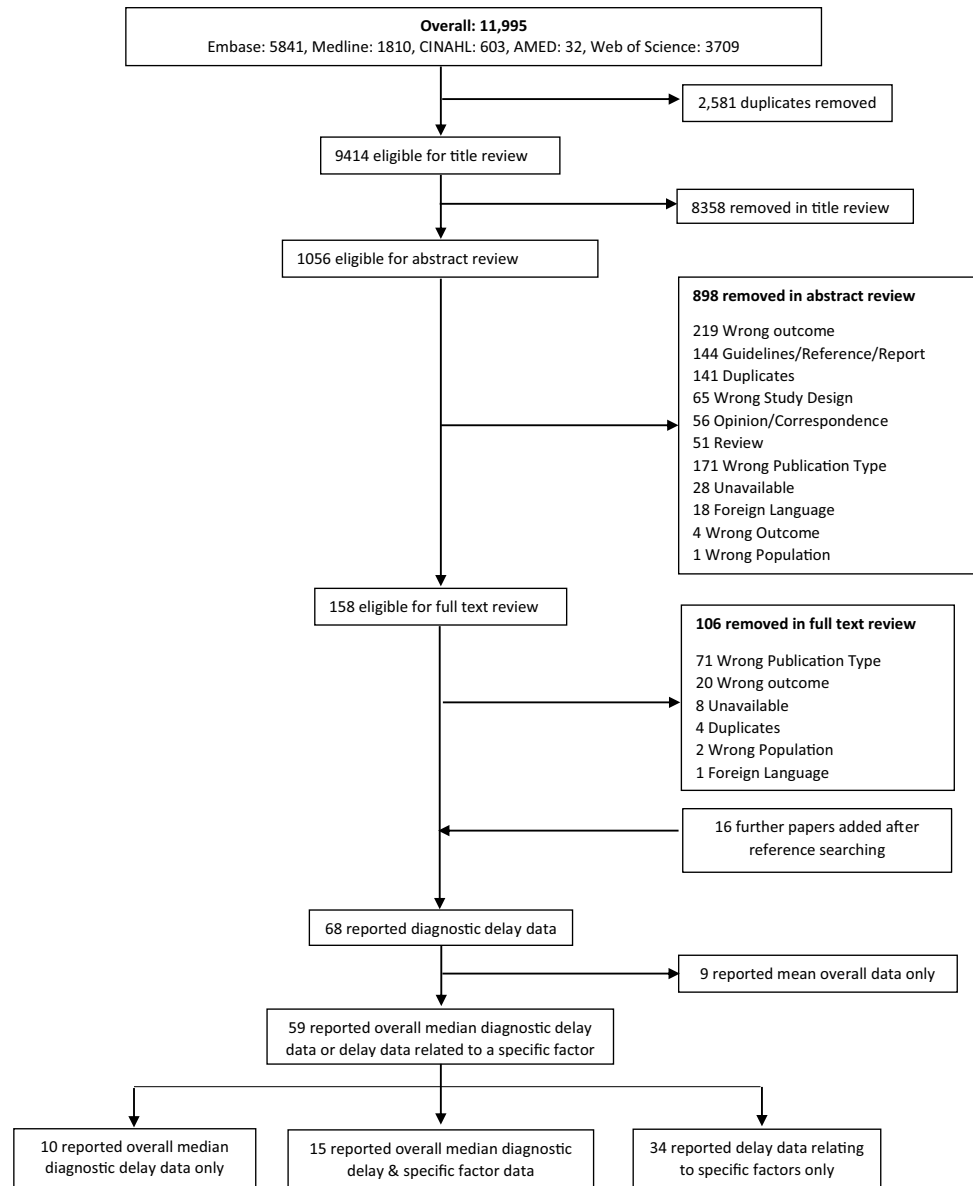 Overall: 11,995
Embase: 5841, Medline: 1810, CINAHL: 603, AMED: 32, Web of Science: 3709
2,581 duplicates removed
9414 eligible for title review
8358 removed in title review
1056 eligible for abstract review
898 removed in abstract review
219 Wrong outcome
144 Guidelines/Reference/Report
141 Duplicates
65 Wrong Study Design
56 Opinion/Correspondence
51 Review
171 Wrong Publication Type
28 Unavailable
18 Foreign Language
4 Wrong Outcome
1 Wrong Population
158 eligible for full text review
106 removed in full text review
71 Wrong Publication Type
20 Wrong outcome
8 Unavailable
4 Duplicates
2 Wrong Population
1 Foreign Language
16 further papers added after
reference searching
68 reported diagnostic delay data
9 reported mean overall data only
59 reported overall median diagnostic delay
data or delay data related to a specific factor
10 reported overall median
diagnostic delay data only
15 reported overall median diagnostic
delay & specific factor data
34 reported delay data relating
to specific factors only